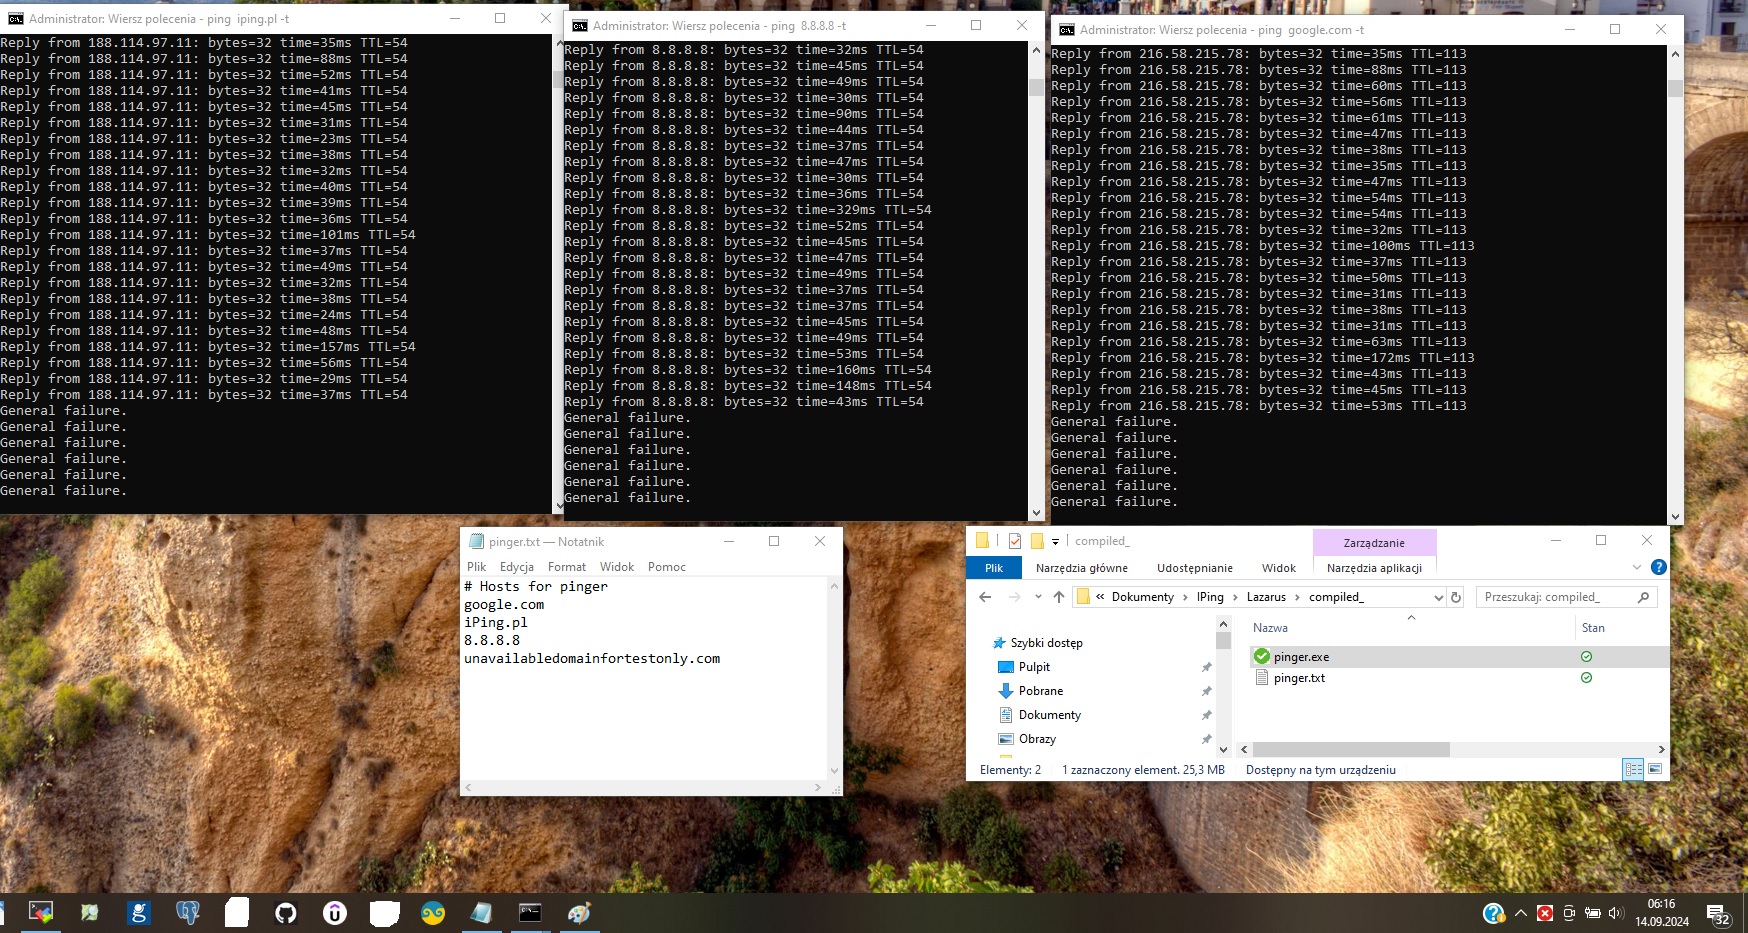 Administrator: Wiersz polecenia - ping  iping.pl -t
Reply from 188.114.97.11: bytes=32 time=35ms TTL=54
Reply from 188.114.97.11: bytes=32 time=88ms TTL=54
Reply from 188.114.97.11: bytes=32 time=52ms TTL=54
Reply from 188.114.97.11: bytes=32 time=41ms TTL=54
Reply from 188.114.97.11: bytes=32 time=45ms TTL=54
Reply from 188.114.97.11: bytes=32 time=31ms TTL=54
Reply from 188.114.97.11: bytes=32 time=23ms TTL=54
Reply from 188.114.97.11: bytes=32 time=38ms TTL=54
Reply from 188.114.97.11: bytes=32 time=32ms TTL=54
Reply from 188.114.97.11: bytes=32 time=40ms TTL=54
Reply from 188.114.97.11: bytes=32 time=39ms TTL=54
Reply from 188.114.97.11: bytes=32 time=36ms TTL=54
Reply from 188.114.97.11: bytes=32 time=101ms TTL=54
Reply from 188.114.97.11: bytes=32 time=37ms TTL=54
Reply from 188.114.97.11: bytes=32 time=49ms TTL=54
Reply from 188.114.97.11: bytes=32 time=32ms TTL=54
Reply from 188.114.97.11: bytes=32 time=38ms TTL=54
Reply from 188.114.97.11: bytes=32 time=24ms TTL=54
Reply from 188.114.97.11: bytes=32 time=48ms TTL=54
Reply from 188.114.97.11: bytes=32 time=157ms TTL=54
Reply from 188.114.97.11: bytes=32 time=56ms TTL=54
Reply from 188.114.97.11: bytes=32 time=29ms TTL=54
Reply from 188.114.97.11: bytes=32 time=37ms TTL=54
General failure.
General failure.
General failure.
General failure.
General failure.
General failure.
Administrator: Wiersz polecenia - ping  8.8.8.8 -t
Reply from 8.8.8.8: bytes=32 time=32ms TTL=54
Reply from 8.8.8.8: bytes=32 time=45ms TTL=54
Reply from 8.8.8.8: bytes=32 time=49ms TTL=54
Reply from 8.8.8.8: bytes=32 time=30ms TTL=54
Reply from 8.8.8.8: bytes=32 time=90ms TTL=54
Reply from 8.8.8.8: bytes=32 time=44ms TTL=54
Reply from 8.8.8.8: bytes=32 time=37ms TTL=54
Reply from 8.8.8.8: bytes=32 time=47ms TTL=54
Reply from 8.8.8.8: bytes=32 time=30ms TTL=54
Reply from 8.8.8.8: bytes=32 time=36ms TTL=54
Reply from 8.8.8.8: bytes=32 time=329ms TTL=54
Reply from 8.8.8.8: bytes=32 time=52ms TTL=54
Reply from 8.8.8.8: bytes=32 time=45ms TTL=54
Reply from 8.8.8.8: bytes=32 time=47ms TTL=54
Reply from 8.8.8.8: bytes=32 time=49ms TTL=54
Reply from 8.8.8.8: bytes=32 time=37ms TTL=54
Reply from 8.8.8.8: bytes=32 time=37ms TTL=54
Reply from 8.8.8.8: bytes=32 time=45ms TTL=54
Reply from 8.8.8.8: bytes=32 time=49ms TTL=54
Reply from 8.8.8.8: bytes=32 time=53ms TTL=54
Reply from 8.8.8.8: bytes=32 time=160ms TTL=54
Reply from 8.8.8.8: bytes=32 time=148ms TTL=54
Reply from 8.8.8.8: bytes=32 time=43ms TTL=54
General failure.
General failure.
General failure.
General failure.
General failure.
General failure.
Administrator: Wiersz polecenia - ping  google.com -t
Reply from 216.58.215.78: bytes=32 time=35ms TTL=113
Reply from 216.58.215.78: bytes=32 time=88ms TTL=113
Reply from 216.58.215.78: bytes=32 time=60ms TTL=113
Reply from 216.58.215.78: bytes=32 time=56ms TTL=113
Reply from 216.58.215.78: bytes=32 time=61ms TTL=113
Reply from 216.58.215.78: bytes=32 time=47ms TTL=113
Reply from 216.58.215.78: bytes=32 time=38ms TTL=113
Reply from 216.58.215.78: bytes=32 time=35ms TTL=113
Reply from 216.58.215.78: bytes=32 time=47ms TTL=113
Reply from 216.58.215.78: bytes=32 time=54ms TTL=113
Reply from 216.58.215.78: bytes=32 time=54ms TTL=113
Reply from 216.58.215.78: bytes=32 time=32ms TTL=113
Reply from 216.58.215.78: bytes=32 time=100ms TTL=113
Reply from 216.58.215.78: bytes=32 time=37ms TTL=113
Reply from 216.58.215.78: bytes=32 time=50ms TTL=113
Reply from 216.58.215.78: bytes=32 time=31ms TTL=113
Reply from 216.58.215.78: bytes=32 time=38ms TTL=113
Reply from 216.58.215.78: bytes=32 time=31ms TTL=113
Reply from 216.58.215.78: bytes=32 time=63ms TTL=113
Reply from 216.58.215.78: bytes=32 time=172ms TTL=113
Reply from 216.58.215.78: bytes=32 time=43ms TTL=113
Reply from 216.58.215.78: bytes=32 time=45ms TTL=113
Reply from 216.58.215.78: bytes=32 time=53ms TTL=113
General failure.
General failure.
General failure.
General failure.
General failure.
General failure.
pinger.txt — Notatnik
Plik Edycja Format Widok Pomoc
# Hosts for pinger
google.com
iPing.pl
8.8.8.8
unavailabledomainfortestonly.com
compiled_
Zarządzanie
Plik Narzędzia główne Udostępnianie Widok Narzędzia aplikacji
« Dokumenty › IPing › Lazarus › compiled_
Przeszukaj: compiled_
Szybki dostęp
Pulpit
Pobrane
Dokumenty
Obrazy
Nazwa Stan
pinger.exe
pinger.txt
Elementy: 2 1 zaznaczony element. 25,3 MB Dostępny na tym urządzeniu
06:16
14.09.2024
32